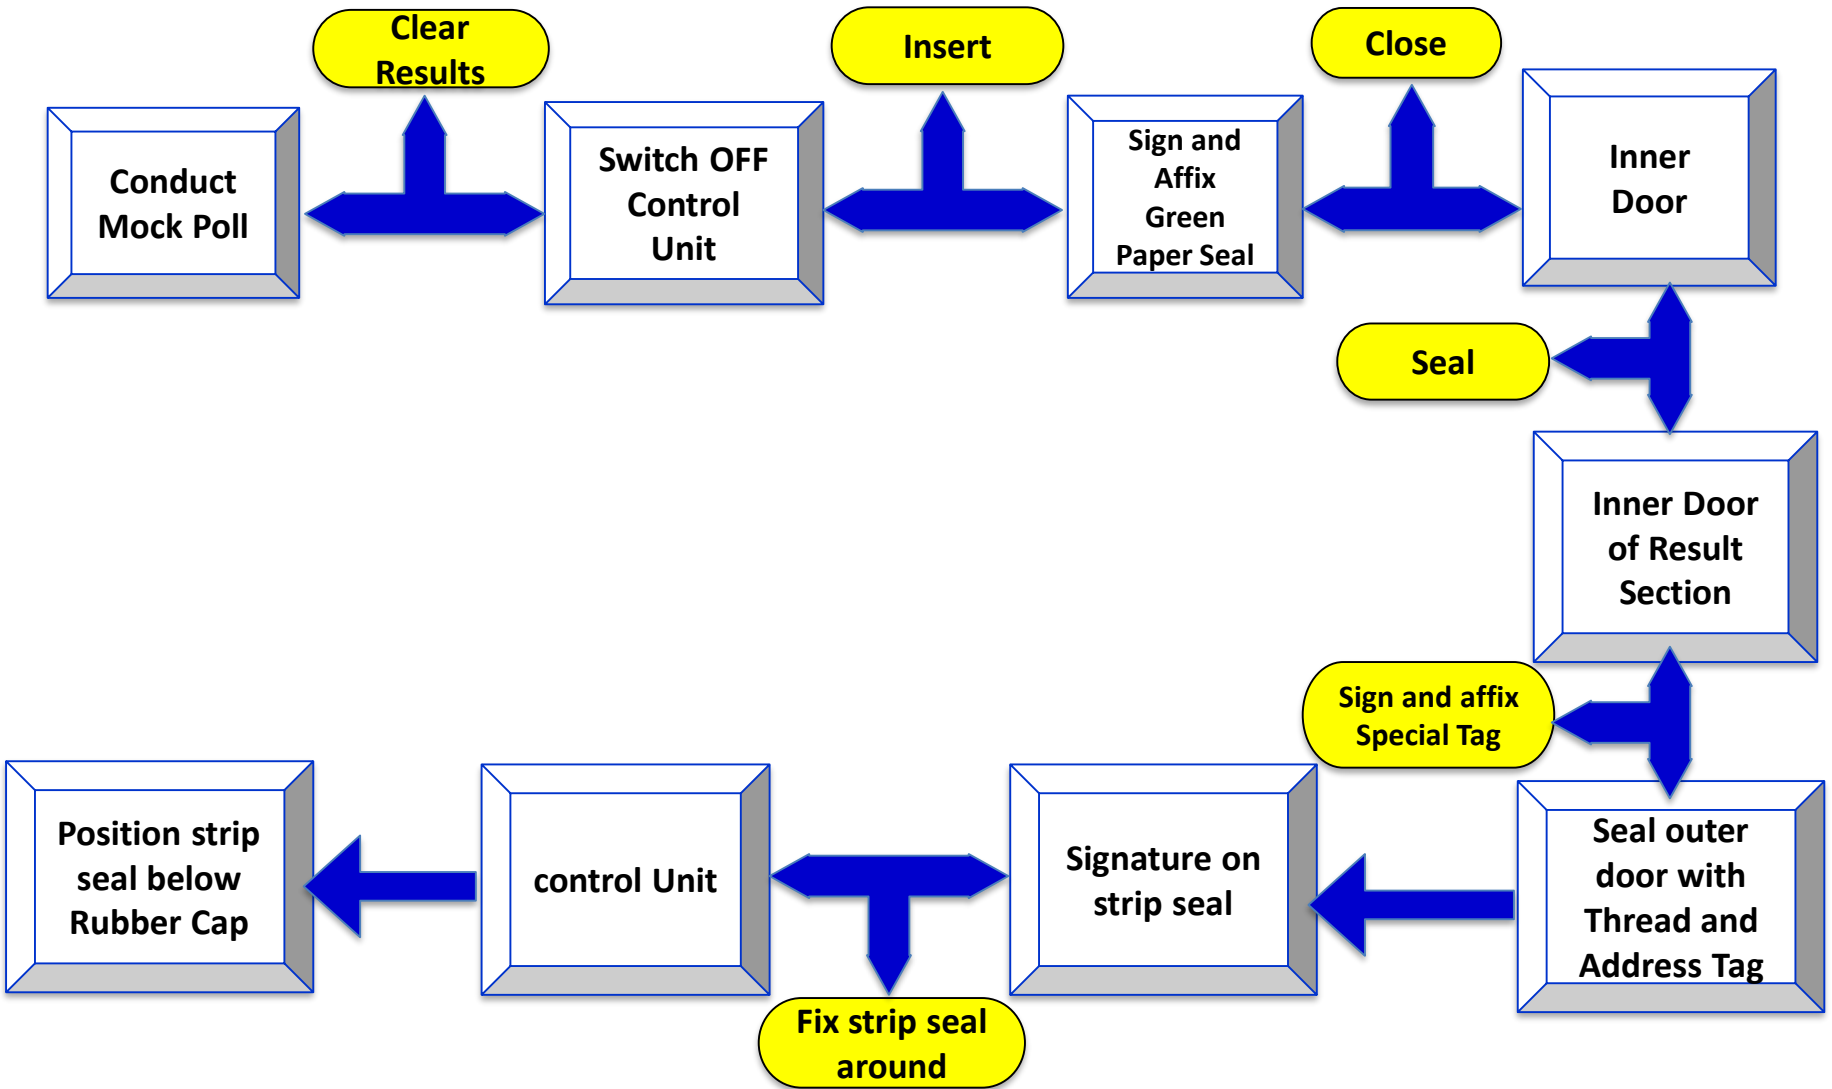 Clear
Results
Insert
Close
Conduct
Mock Poll
Switch OFF
Control
Unit
Sign and
Affix
Green
Paper Seal
Inner
Door
Seal
Inner Door
of Result
Section
Sign and affix
Special Tag
Seal outer
door with
Thread and
Address Tag
Signature on
strip seal
Fix strip seal
around
control Unit
Position strip
seal below
Rubber Cap